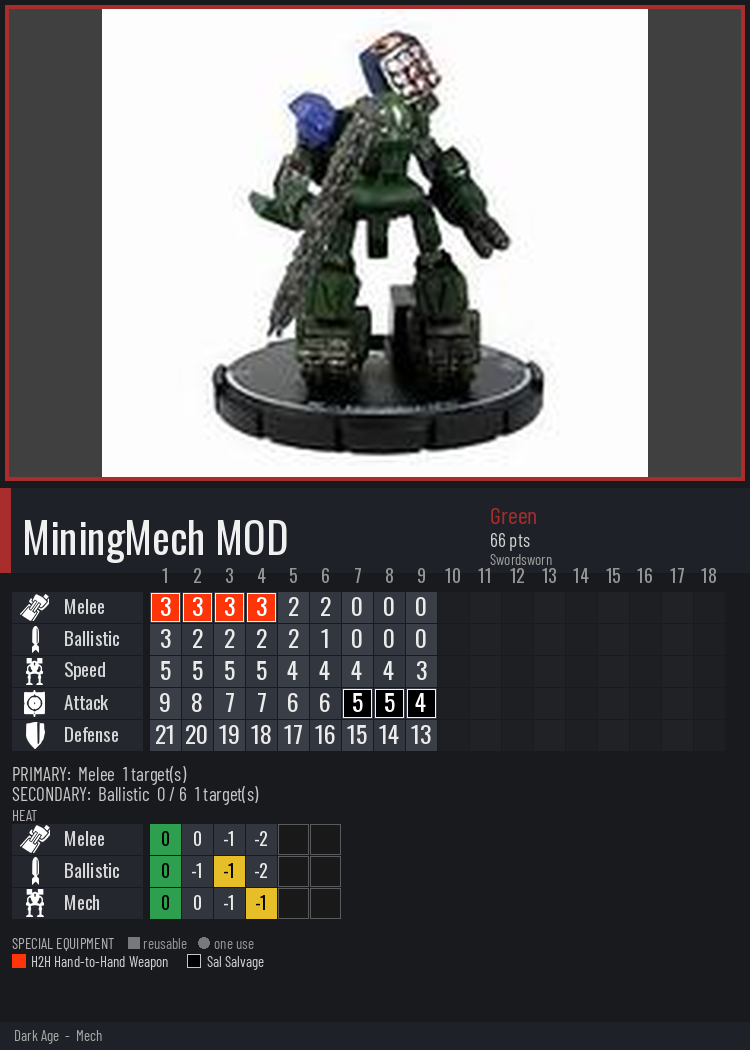 MiningMech MOD
Green
66 pts
Swordsworn
1 2 3 4 5 6 7 8 9 10 11 12 13 14 15 16 17 18
Melee 3 3 3 3 2 2 0 0 0
Ballistic 3 2 2 2 2 1 0 0 0
Speed 5 5 5 5 4 4 4 4 3
Attack 9 8 7 7 6 6 5 5 4
Defense 21 20 19 18 17 16 15 14 13
PRIMARY: Melee 1 target(s)
SECONDARY: Ballistic 0 / 6 1 target(s)
HEAT
Melee 0 0 -1 -2
Ballistic 0 -1 -1 -2
Mech 0 0 -1 -1
SPECIAL EQUIPMENT reusable one use
H2H Hand-to-Hand Weapon Sal Salvage
Dark Age - Mech